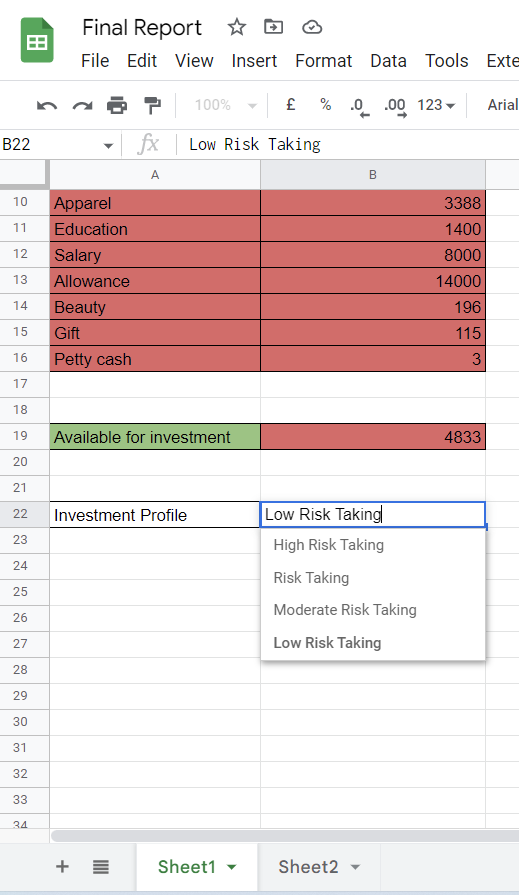 Final Report
File Edit View Insert Format Data Tools Exte
100% £ % .0 .00 123 Arial
B22 fx Low Risk Taking
A B
10 Apparel 3388
11 Education 1400
12 Salary 8000
13 Allowance 14000
14 Beauty 196
15 Gift 115
16 Petty cash 3
17
18
19 Available for investment 4833
20
21
22 Investment Profile Low Risk Taking
23 High Risk Taking
24 Risk Taking
25
26 Moderate Risk Taking
27 Low Risk Taking
28
29
30
31
32
33
34
+ Sheet1 Sheet2